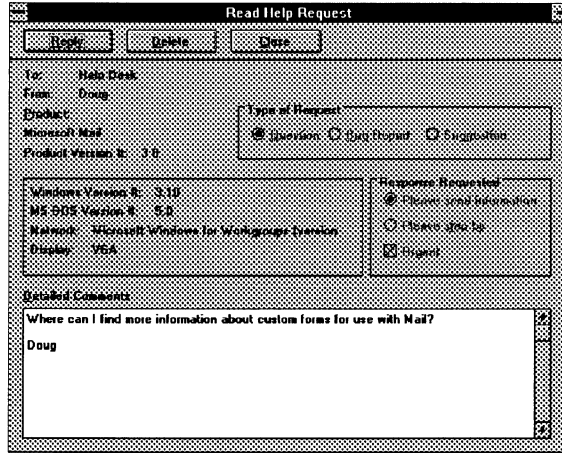 Read Help Request
Reply Delete Close
To: Help Desk
From: Doug
Product:
Microsoft Mail
Product Version #: 3.0
Type of Request
Question Bug Report Suggestion
Windows Version #: 3.10
MS-DOS Version #: 5.0
Network: Microsoft Windows for Workgroups (version
Display: VGA
Response Requested
Please send information
Please stop by
Urgent
Detailed Comments
Where can I find more information about custom forms for use with Mail?
Doug